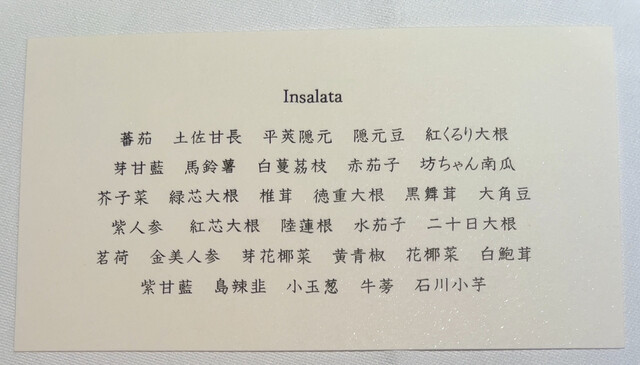 Insalata
蕃茄 土佐甘長 平莢隠元 隠元豆 紅くるり大根
芽甘藍 馬鈴薯 白蔓茘枝 赤茄子 坊ちゃん南瓜
芥子菜 緑芯大根 椎茸 徳重大根 黒舞茸 大角豆
紫人参 紅芯大根 陸蓮根 水茄子 二十日大根
茗荷 金美人参 芽花椰菜 黄青椒 花椰菜 白鮑茸
紫甘藍 島辣韭 小玉葱 牛蒡 石川小芋